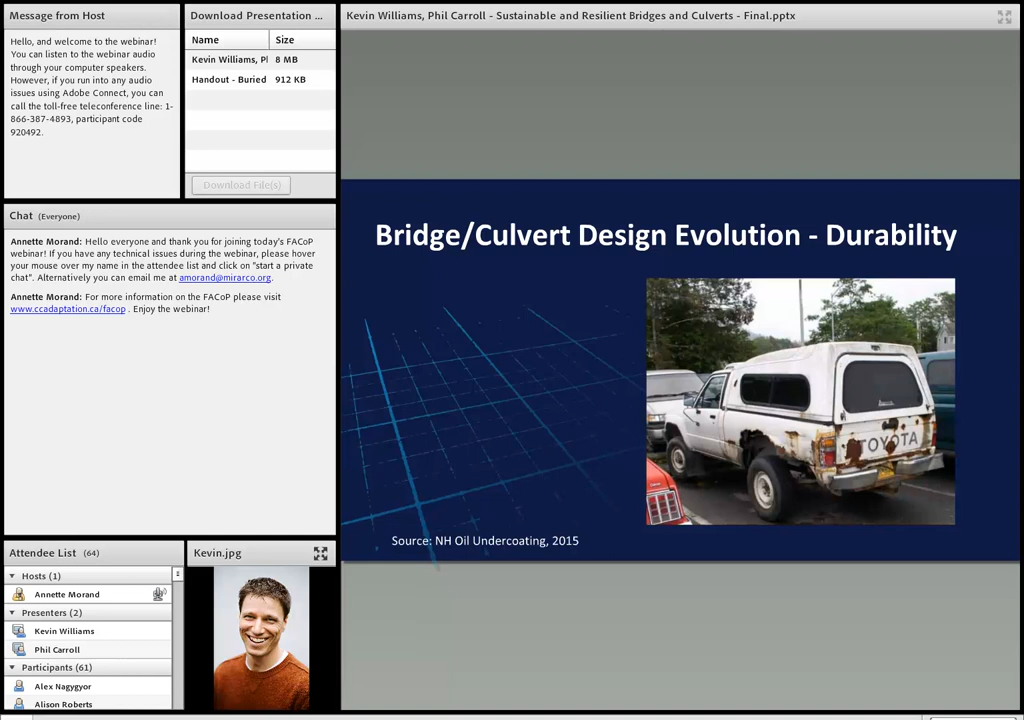 Message from Host
Hello, and welcome to the webinar!
You can listen to the webinar audio
through your computer speakers.
However, if you run into any audio
issues using Adobe Connect, you can
call the toll-free teleconference line: 1-
866-387-4893, participant code
920492.
Download Presentation ...
Name Size
Kevin Williams, Pl 8 MB
Handout - Buried 912 KB
Download File(s)
Chat (Everyone)
Annette Morand: Hello everyone and thank you for joining today's FACoP
webinar! If you have any technical issues during the webinar, please hover
your mouse over my name in the attendee list and click on "start a private
chat". Alternatively you can email me at amorand@mirarco.org.
Annette Morand: For more information on the FACoP please visit
www.ccadaptation.ca/facop . Enjoy the webinar!
Attendee List (64)
Hosts (1)
Annette Morand
Presenters (2)
Kevin Williams
Phil Carroll
Participants (61)
Alex Nagygyor
Alison Roberts
Kevin.jpg
Kevin Williams, Phil Carroll - Sustainable and Resilient Bridges and Culverts - Final.pptx
Bridge/Culvert Design Evolution - Durability
TOYOTA
Source: NH Oil Undercoating, 2015